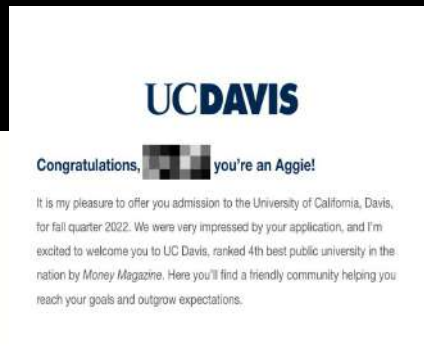 UCDAVIS
Congratulations, you're an Aggie!
It is my pleasure to offer you admission to the University of California, Davis,
for fall quarter 2022. We were very impressed by your application, and I'm
excited to welcome you to UC Davis, ranked 4th best public university in the
nation by Money Magazine. Here you'll find a friendly community helping you
reach your goals and outgrow expectations.